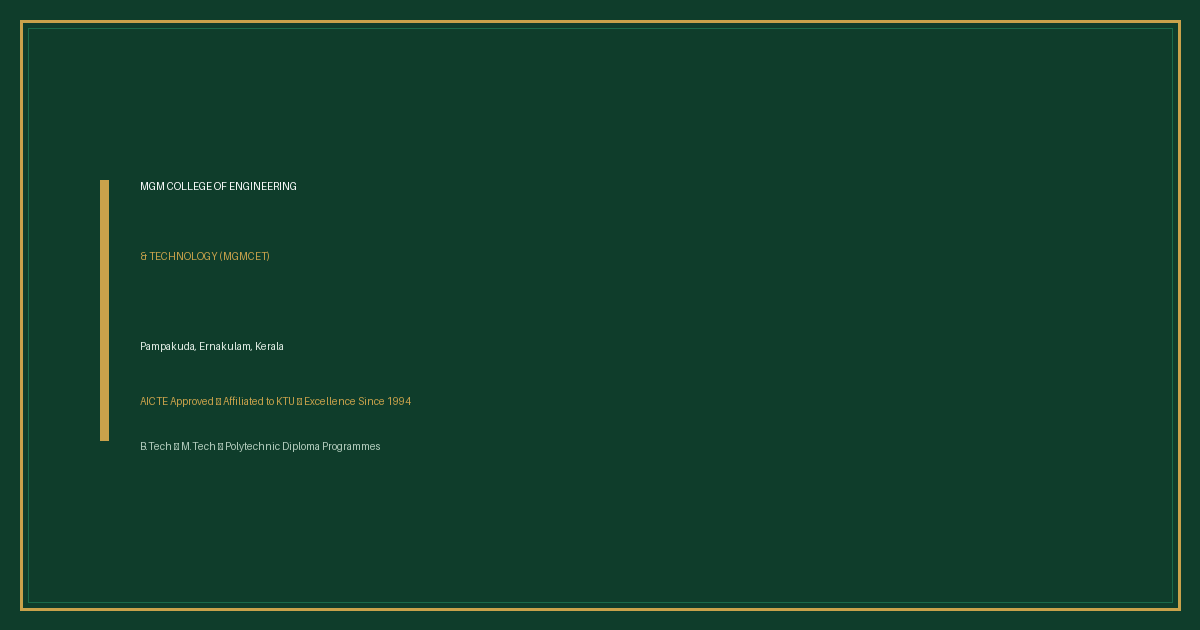 MGM COLLEGE OF ENGINEERING
& TECHNOLOGY (MGMCET)
Pampakuda, Ernakulam, Kerala
AICTE Approved ▯ Affiliated to KTU ▯ Excellence Since 1994
B.Tech ▯ M.Tech ▯ Polytechnic Diploma Programmes